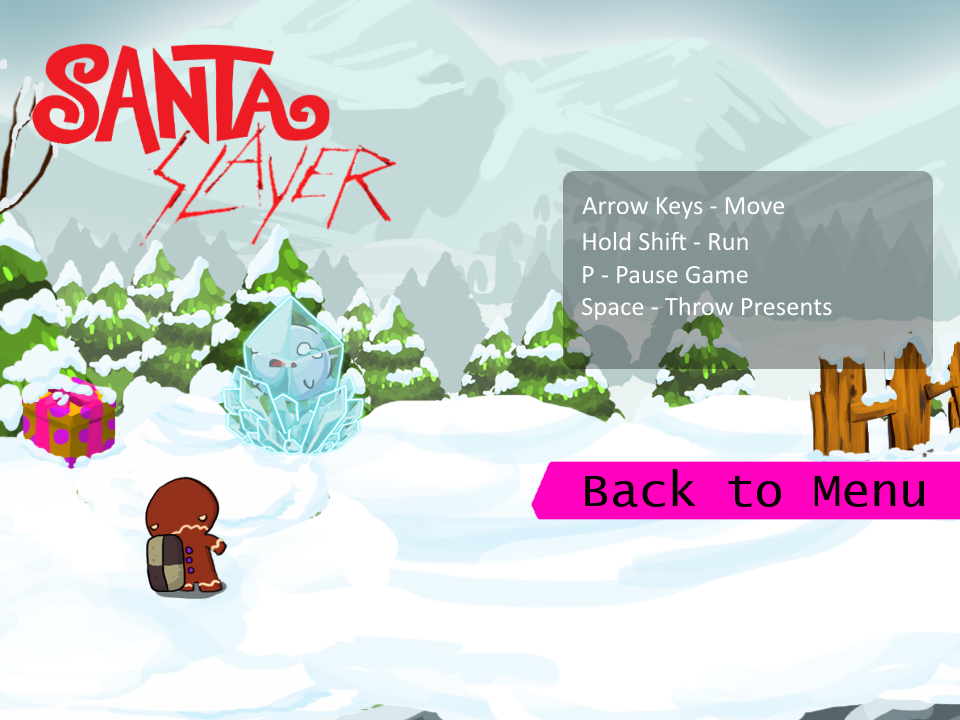 SANTA
SLAYER
Arrow Keys - Move
Hold Shift - Run
P - Pause Game
Space - Throw Presents
Back to Menu